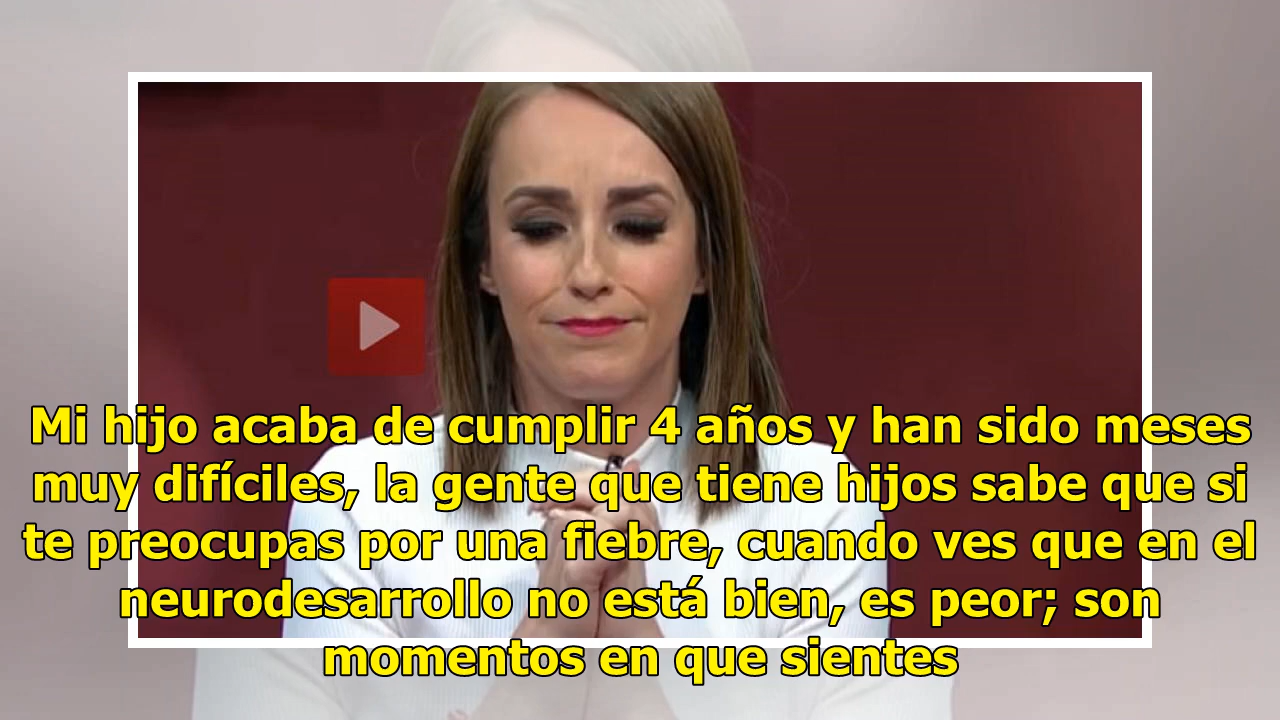 Mi hijo acaba de cumplir 4 años y han sido meses
muy difíciles, la gente que tiene hijos sabe que si
te preocupas por una fiebre, cuando ves que en el
neurodesarrollo no está bien, es peor; son
momentos en que sientes